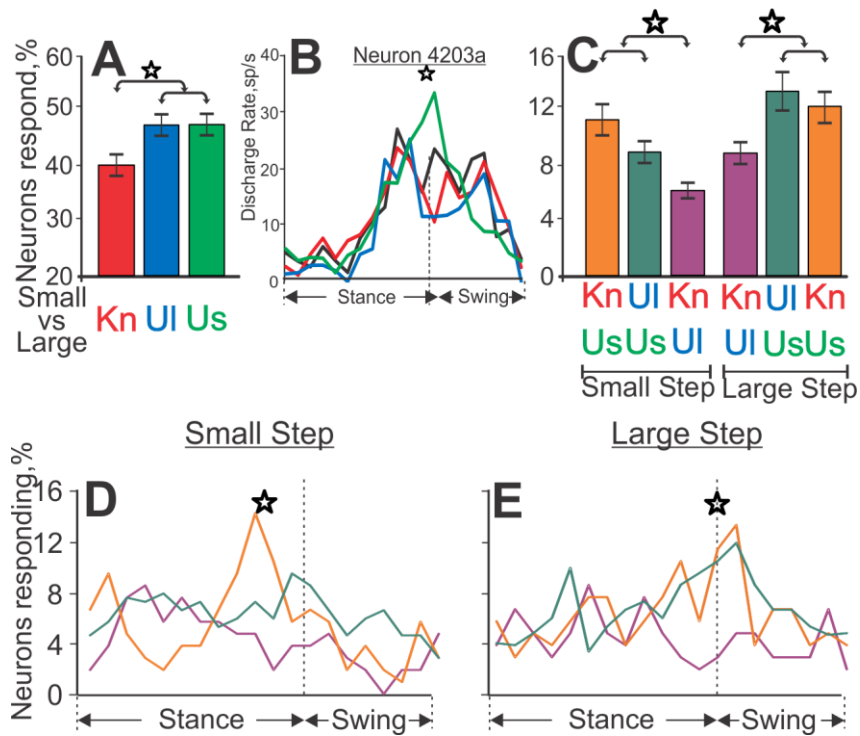 A
Neurons respond,%
60
50
40
30
20
Small
vs
Large
Kn Ul Us
B
Neuron 4203a
Discharge Rate,sp/s
40
30
20
10
0
Stance
Swing
C
16
12
8
4
0
Kn Ul Kn Kn Ul Kn
Us Us Ul Ul Us Us
Small Step Large Step
Small Step
D
Neurons responding,%
16
12
8
4
0
Stance
Swing
Large Step
E
Stance
Swing